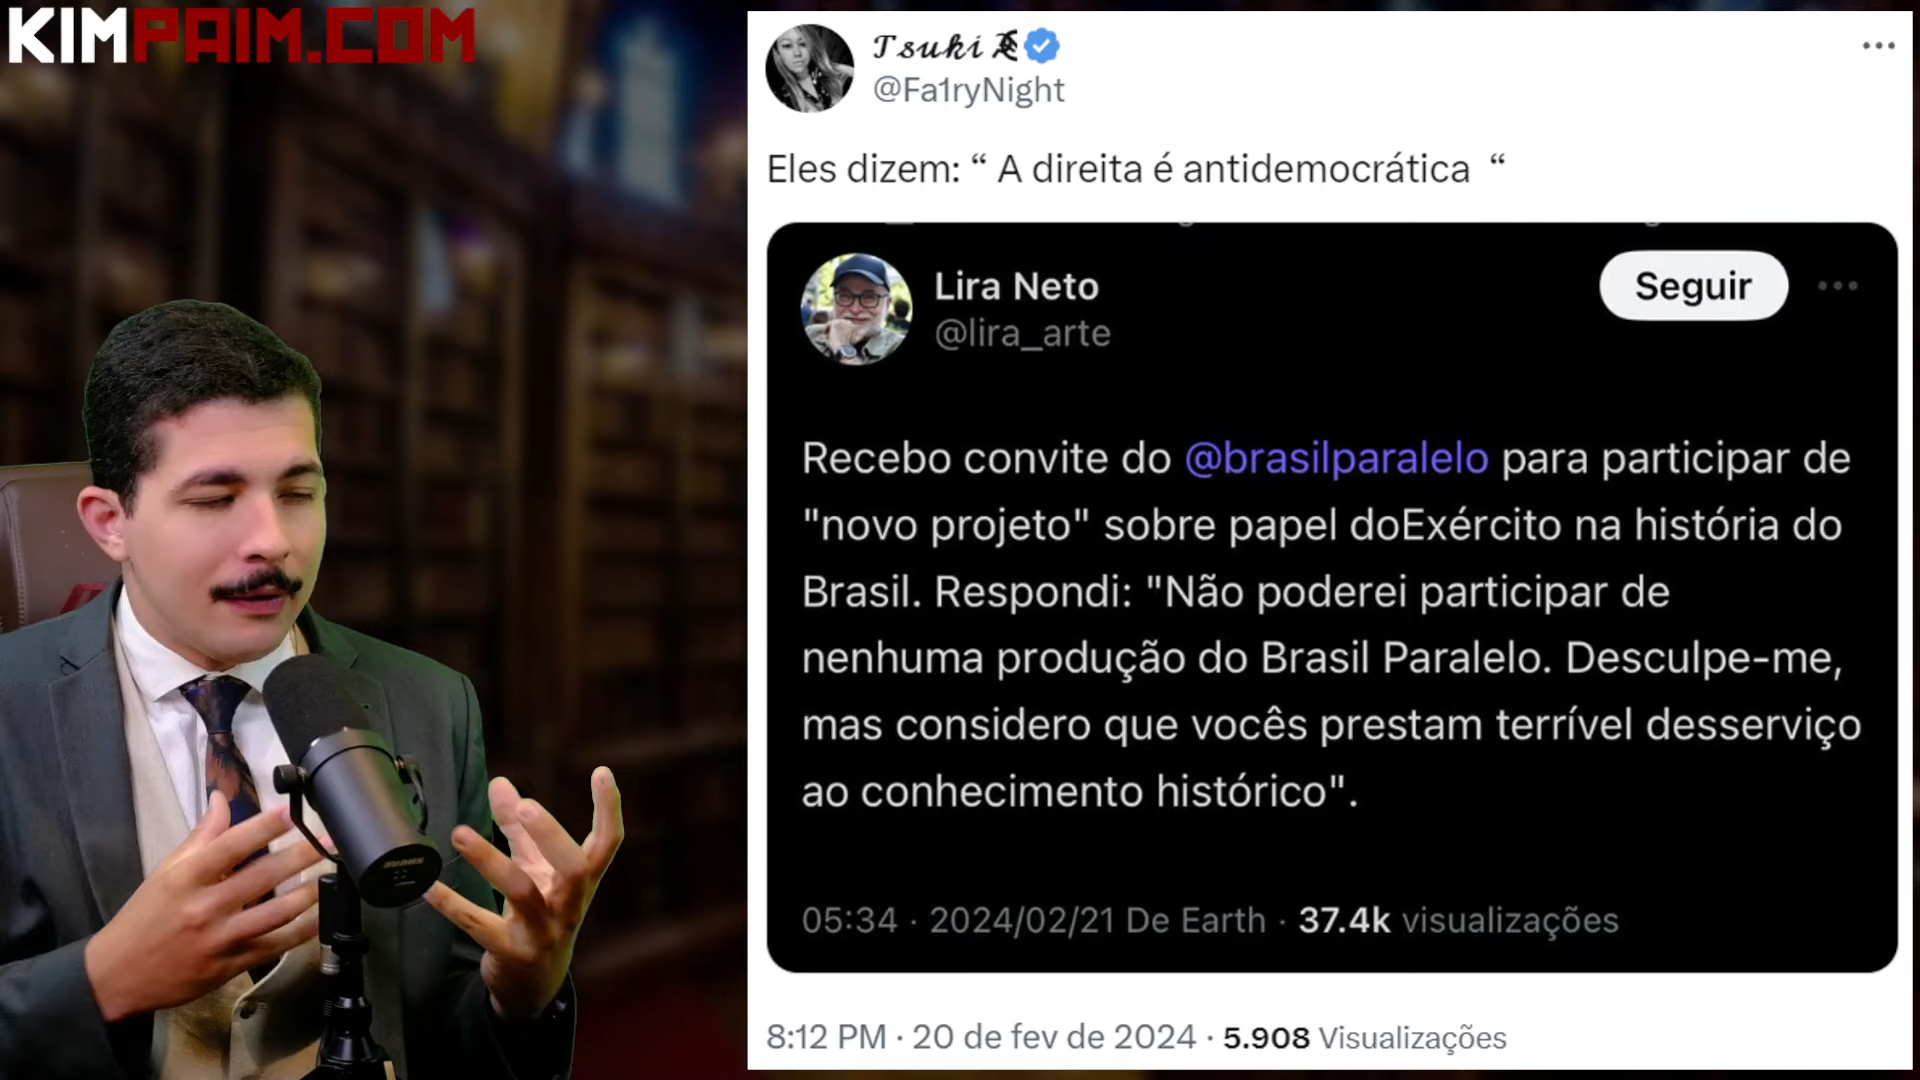 KIMPAIM.COM
Tsuki
@Fa1ryNight
Eles dizem: “ A direita é antidemocrática “
Lira Neto
@lira_arte
Seguir
Recebo convite do @brasilparalelo para participar de
"novo projeto" sobre papel doExército na história do
Brasil. Respondi: "Não poderei participar de
nenhuma produção do Brasil Paralelo. Desculpe-me,
mas considero que vocês prestam terrível desserviço
ao conhecimento histórico".
05:34 · 2024/02/21 De Earth · 37.4k visualizações
8:12 PM · 20 de fev de 2024 · 5.908 Visualizações